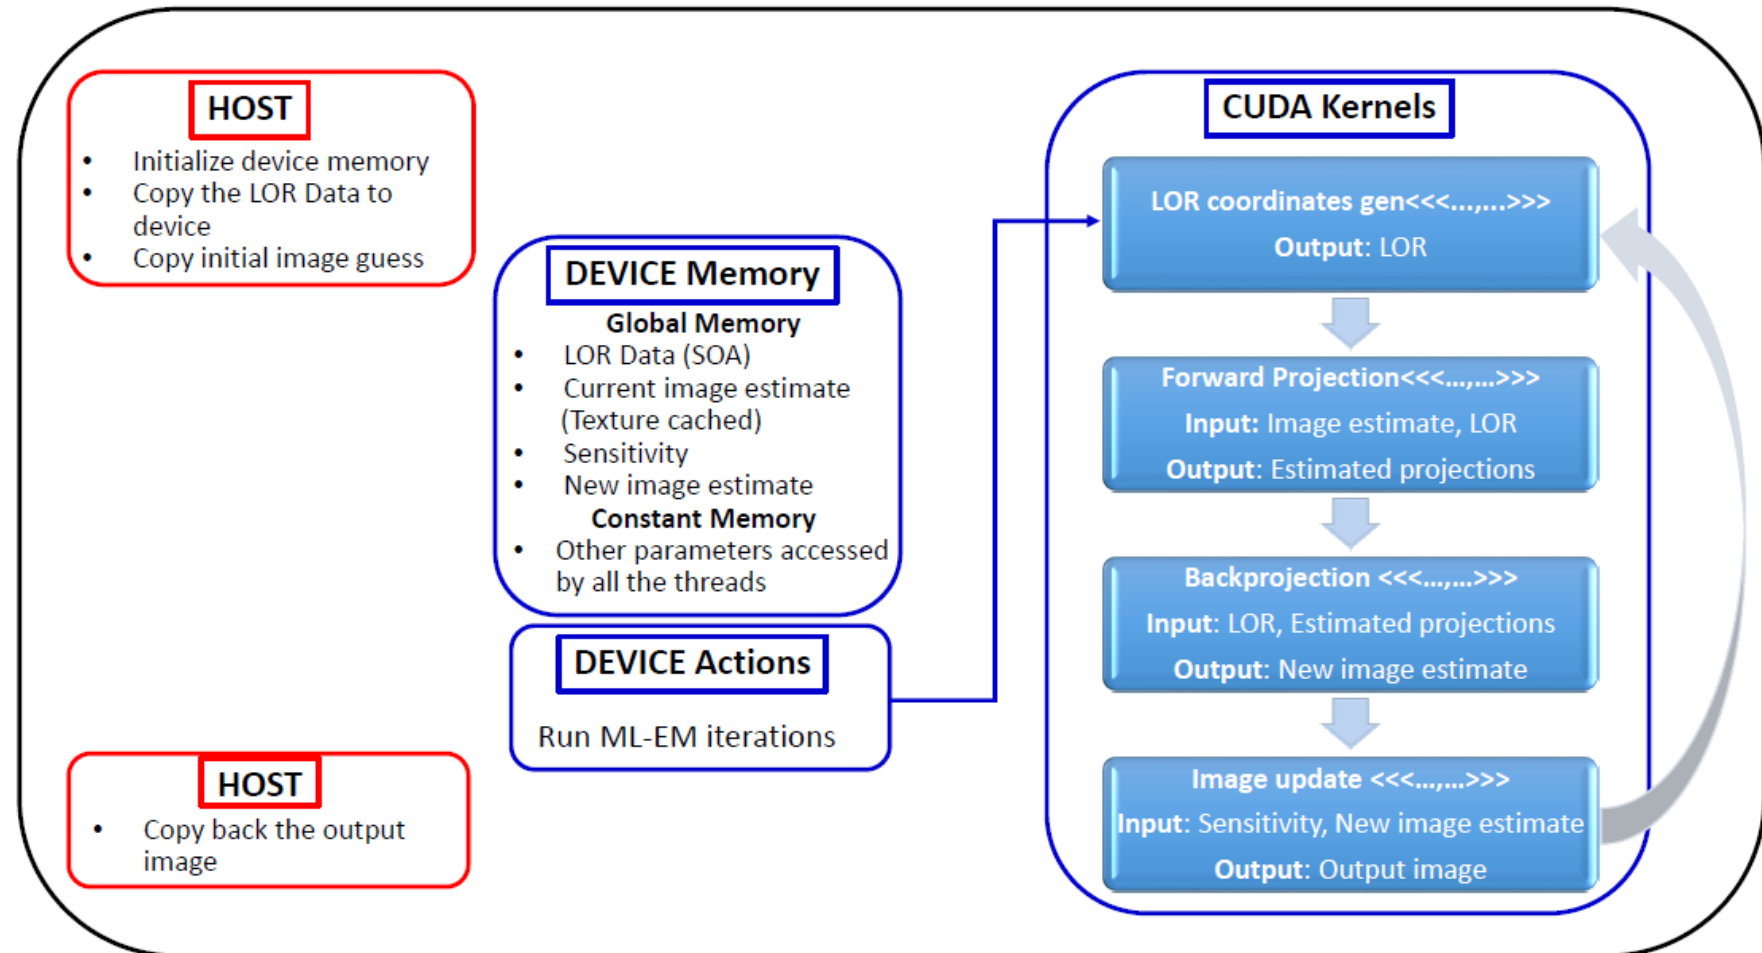 HOST
• Initialize device memory
• Copy the LOR Data to
device
• Copy initial image guess
DEVICE Memory
Global Memory
• LOR Data (SOA)
• Current image estimate
(Texture cached)
• Sensitivity
• New image estimate
Constant Memory
• Other parameters accessed
by all the threads
DEVICE Actions
Run ML-EM iterations
HOST
• Copy back the output
image
CUDA Kernels
LOR coordinates gen<<<...,...>>>
Output: LOR
Forward Projection<<<...,...>>>
Input: Image estimate, LOR
Output: Estimated projections
Backprojection <<<...,...>>>
Input: LOR, Estimated projections
Output: New image estimate
Image update <<<...,...>>>
Input: Sensitivity, New image estimate
Output: Output image